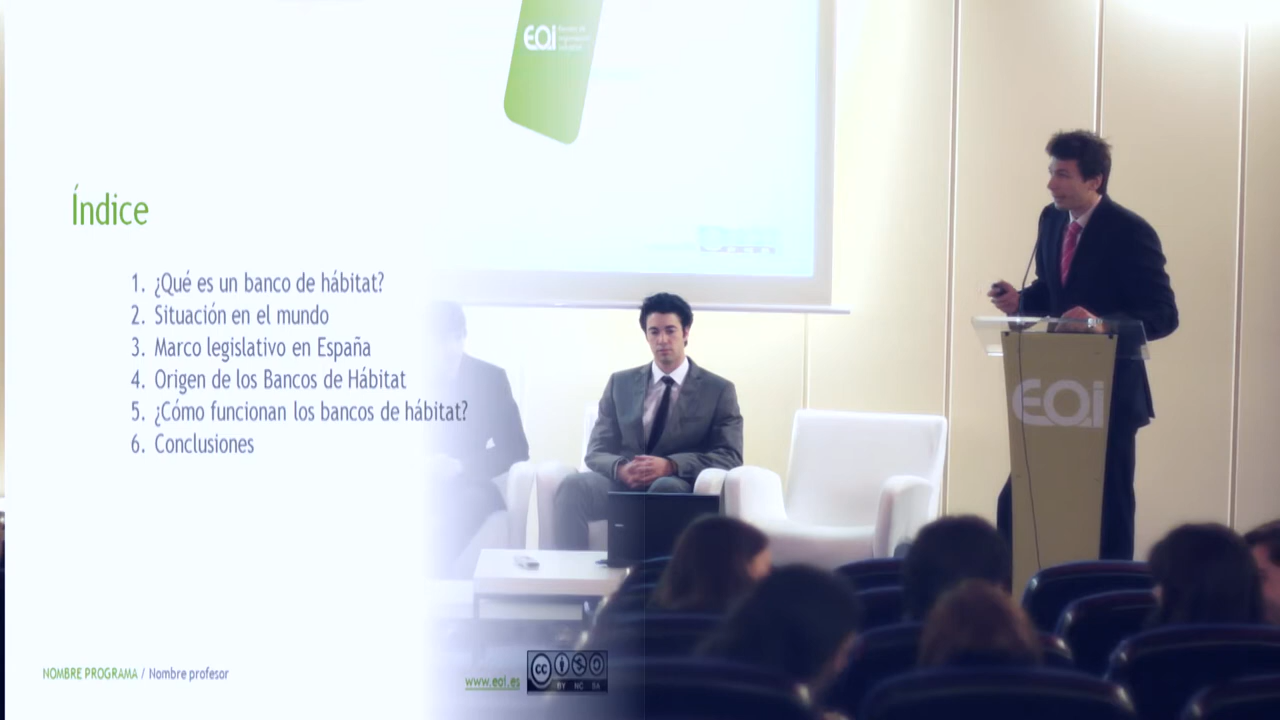 EOi
Índice
1. ¿Qué es un banco de hábitat?
2. Situación en el mundo
3. Marco legislativo en España
4. Origen de los Bancos de Hábitat
5. ¿Cómo funcionan los bancos de hábitat?
6. Conclusiones
EOi
NOMBRE PROGRAMA / Nombre profesor
www.eoi.es
cc
BY NC SA